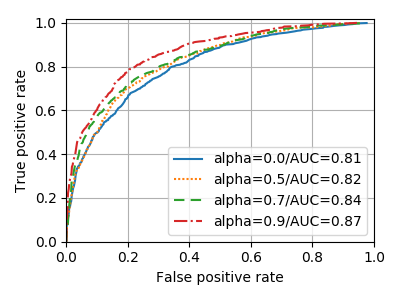 1.0
0.8
0.6
0.4
0.2
0.0
True positive rate
alpha=0.0/AUC=0.81
alpha=0.5/AUC=0.82
alpha=0.7/AUC=0.84
alpha=0.9/AUC=0.87
0.0 0.2 0.4 0.6 0.8 1.0
False positive rate